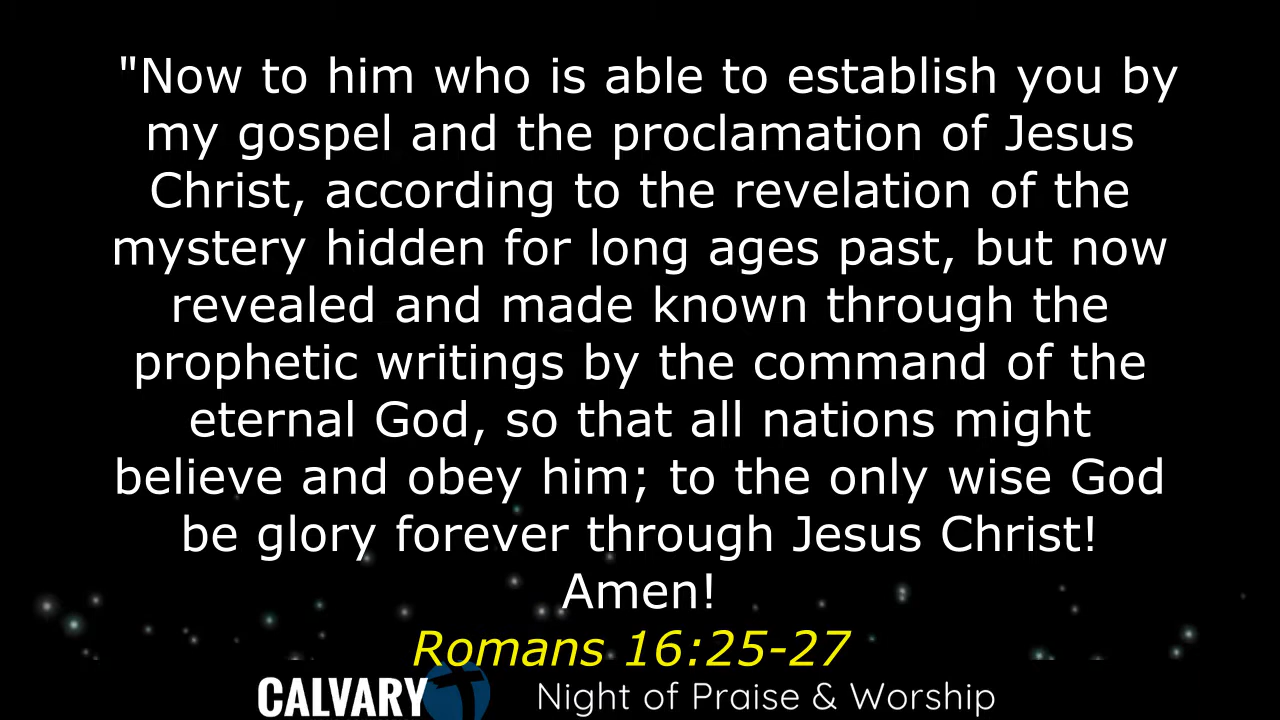 "Now to him who is able to establish you by
my gospel and the proclamation of Jesus
Christ, according to the revelation of the
mystery hidden for long ages past, but now
revealed and made known through the
prophetic writings by the command of the
eternal God, so that all nations might
believe and obey him; to the only wise God
be glory forever through Jesus Christ!
Amen!
Romans 16:25-27
CALVARY Night of Praise & Worship